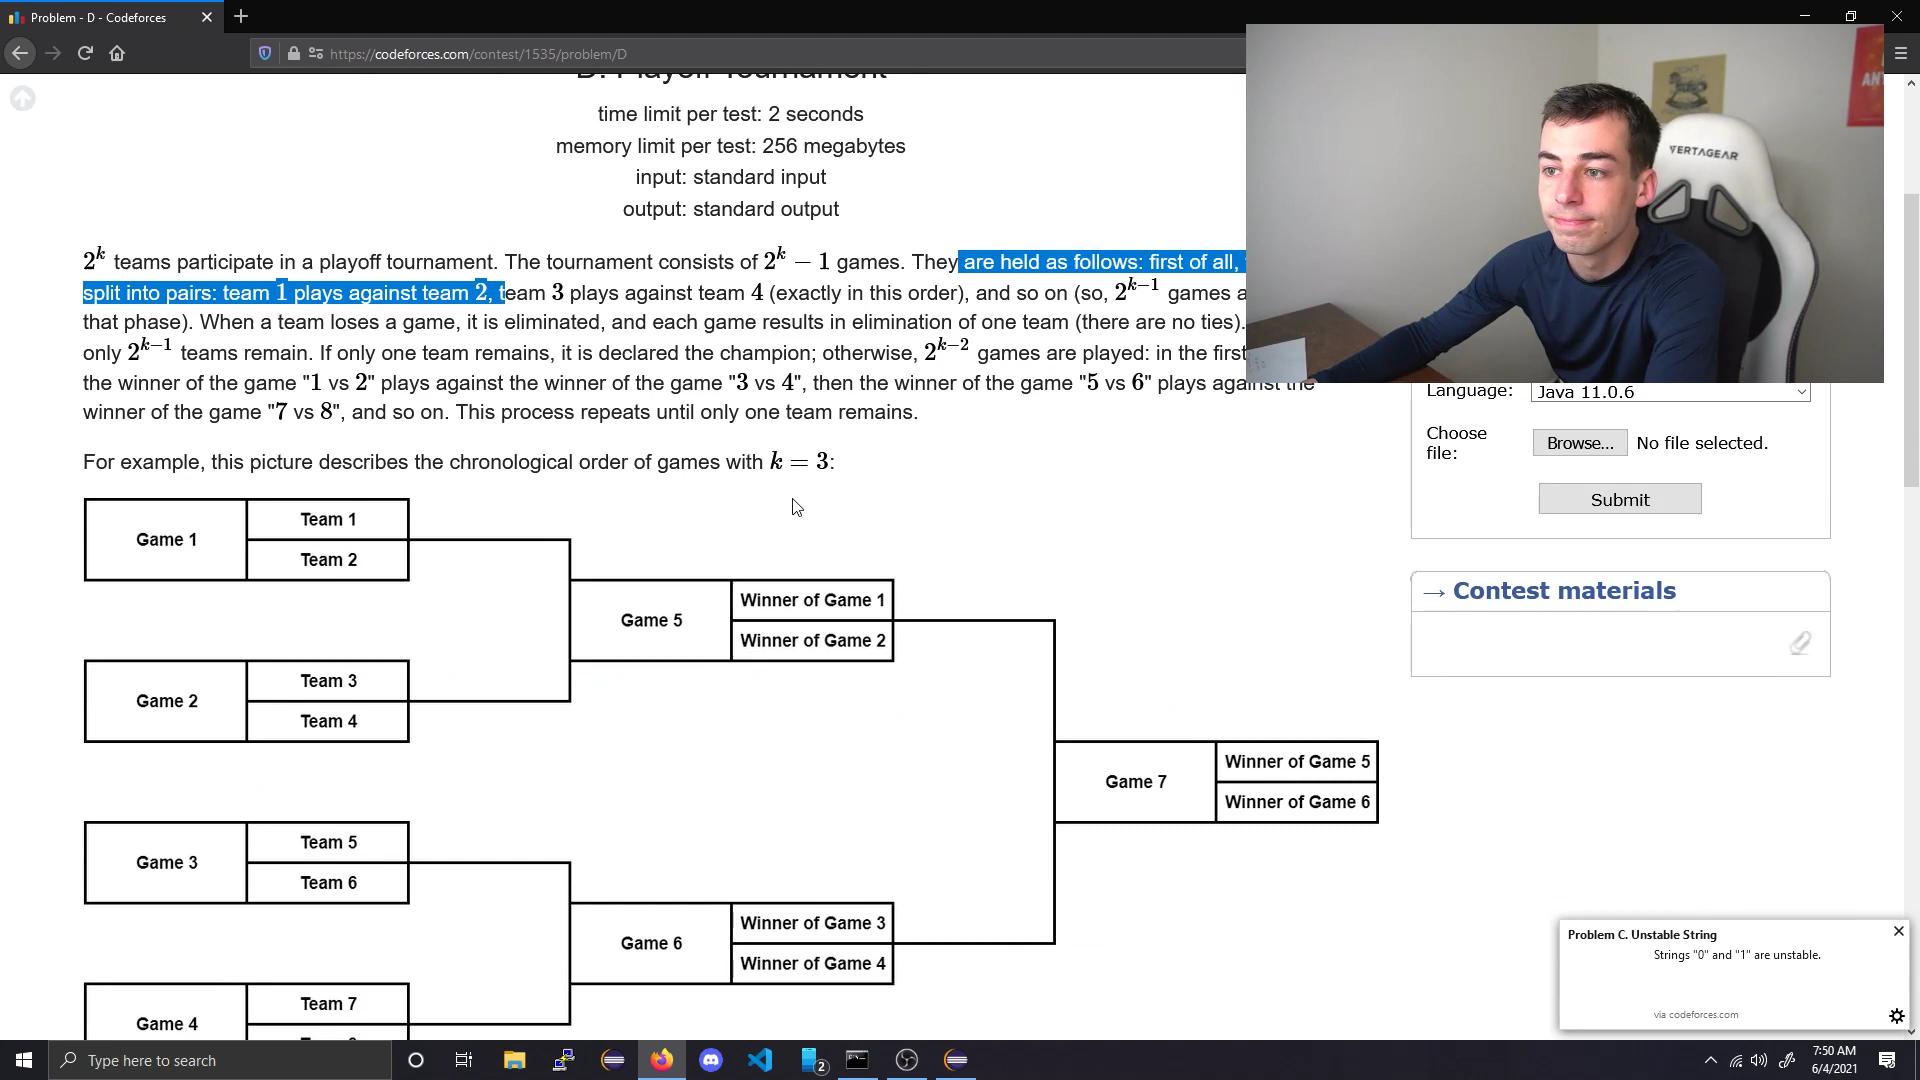 Problem - D - Codeforces
https://codeforces.com/contest/1535/problem/D
D. Playoff Tournament
time limit per test: 2 seconds
memory limit per test: 256 megabytes
input: standard input
output: standard output
2^k teams participate in a playoff tournament. The tournament consists of 2^k − 1 games. They are held as follows: first of all,
split into pairs: team 1 plays against team 2, team 3 plays against team 4 (exactly in this order), and so on (so, 2^{k−1} games
that phase). When a team loses a game, it is eliminated, and each game results in elimination of one team (there are no ties).
only 2^{k−1} teams remain. If only one team remains, it is declared the champion; otherwise, 2^{k−2} games are played: in the first
the winner of the game "1 vs 2" plays against the winner of the game "3 vs 4", then the winner of the game "5 vs 6" plays against the
winner of the game "7 vs 8", and so on. This process repeats until only one team remains.
For example, this picture describes the chronological order of games with k = 3:
Game 1
Team 1
Team 2
Game 2
Team 3
Team 4
Game 3
Team 5
Team 6
Game 4
Team 7
Game 5
Winner of Game 1
Winner of Game 2
Game 6
Winner of Game 3
Winner of Game 4
Game 7
Winner of Game 5
Winner of Game 6
VERTAGEAR
Language:
Java 11.0.6
Choose
file:
Browse...
No file selected.
Submit
→ Contest materials
Problem C. Unstable String
Strings "0" and "1" are unstable.
via codeforces.com
Type here to search
2
7:50 AM
6/4/2021